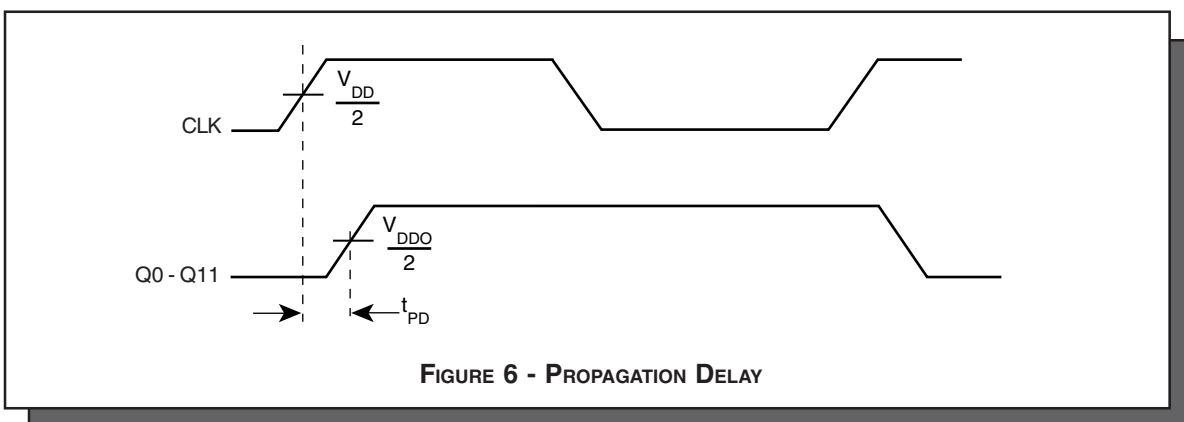 V DD
2
CLK
V DDO
2
Q0 - Q11
t PD
FIGURE 6 - PROPAGATION DELAY